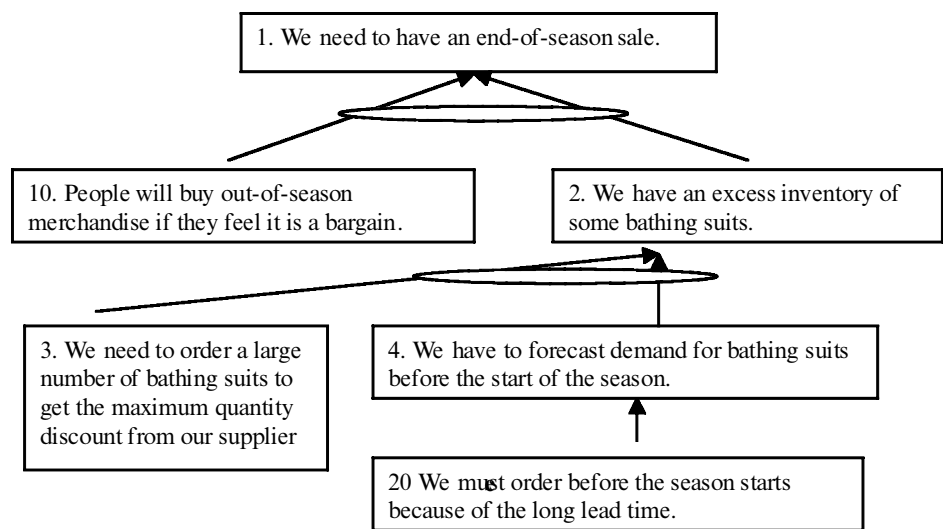 1. We need to have an end-of-season sale.
10. People will buy out-of-season
merchandise if they feel it is a bargain.
2. We have an excess inventory of
some bathing suits.
3. We need to order a large
number of bathing suits to
get the maximum quantity
discount from our supplier
4. We have to forecast demand for bathing suits
before the start of the season.
20 We must order before the season starts
because of the long lead time.